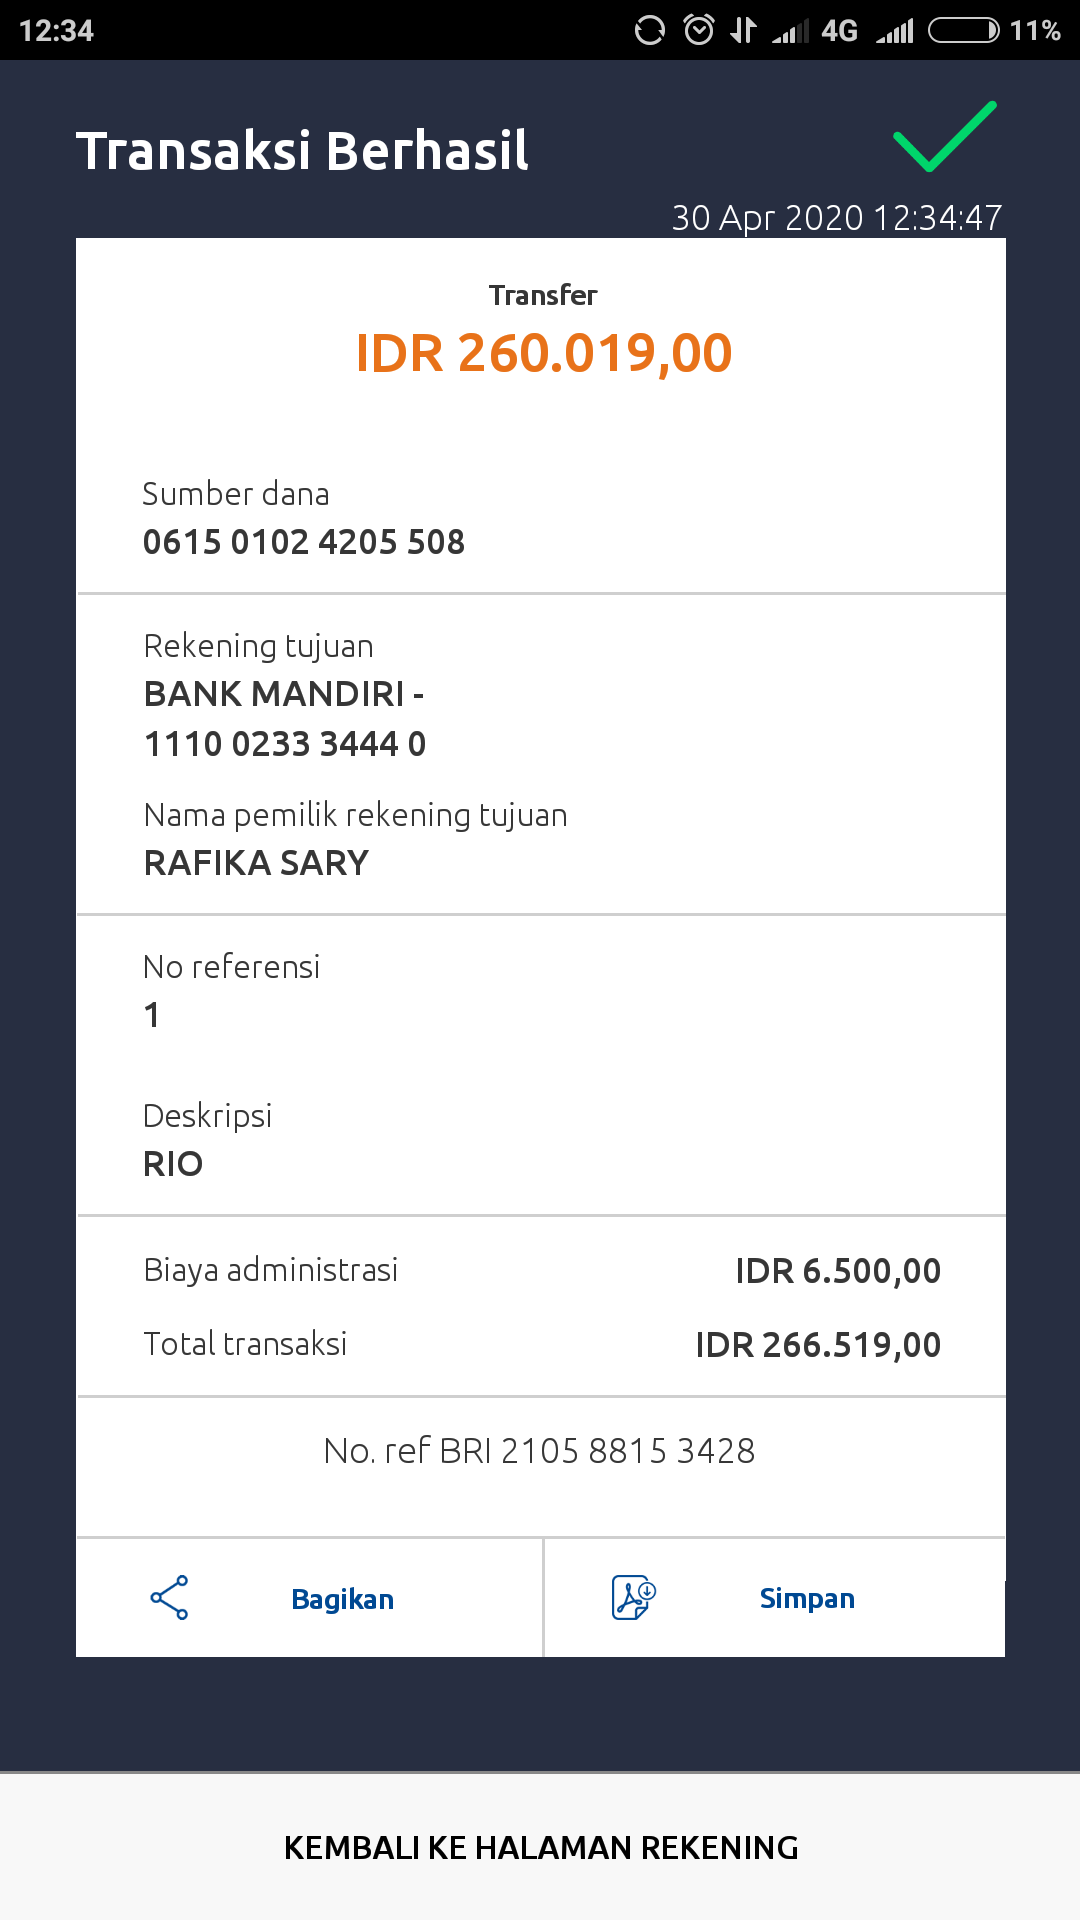 12:34 4G 11%
Transaksi Berhasil
30 Apr 2020 12:34:47
Transfer
IDR 260.019,00
Sumber dana
0615 0102 4205 508
Rekening tujuan
BANK MANDIRI -
1110 0233 3444 0
Nama pemilik rekening tujuan
RAFIKA SARY
No referensi
1
Deskripsi
RIO
Biaya administrasi IDR 6.500,00
Total transaksi IDR 266.519,00
No. ref BRI 2105 8815 3428
Bagikan Simpan
KEMBALI KE HALAMAN REKENING